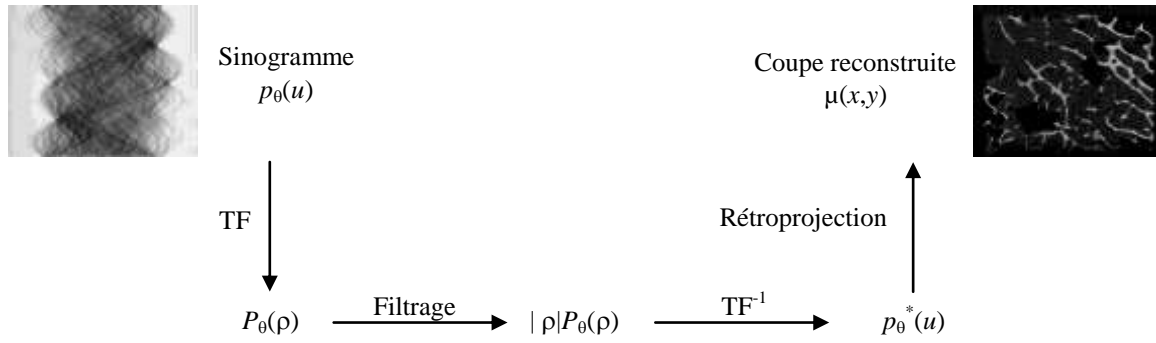 Sinogramme
pθ(u)
Coupe reconstruite
μ(x,y)
TF
Rétroprojection
Pθ(ρ)
Filtrage
| ρ|Pθ(ρ)
TF⁻¹
pθ*(u)